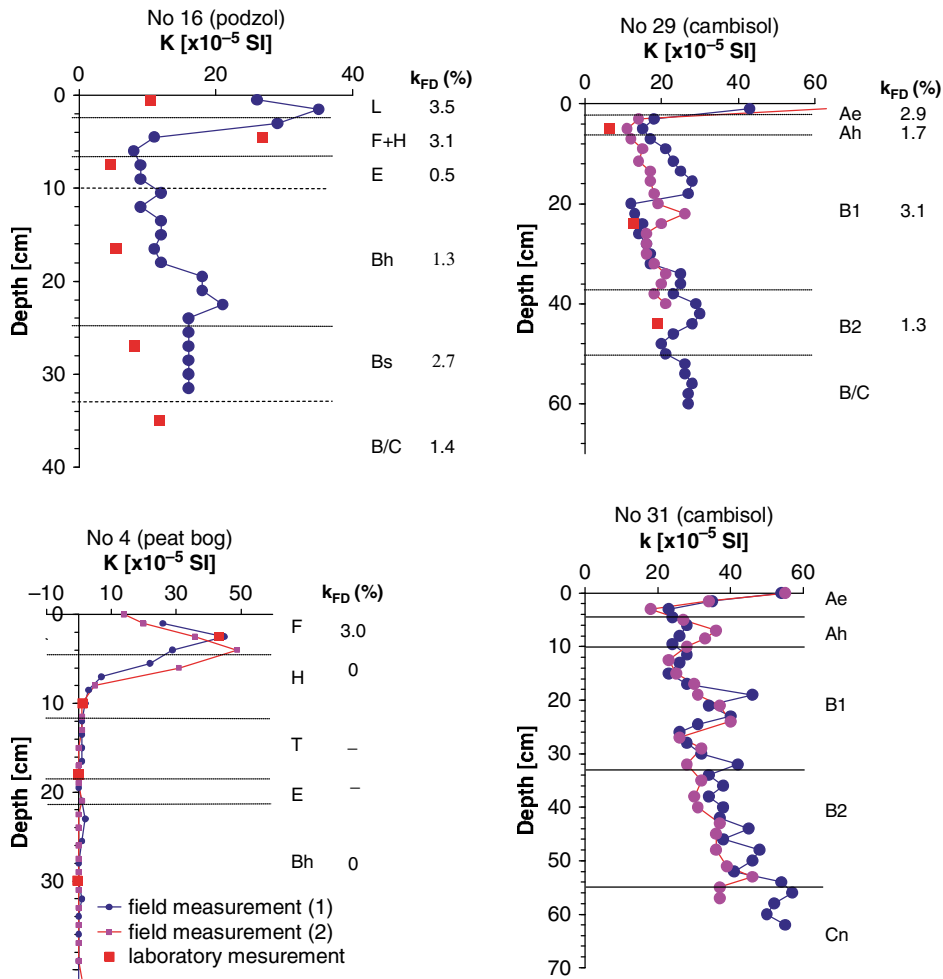 No 16 (podzol)
K [x10⁻⁵ SI]
0 20 40
k_FD (%)
0
10
20
30
40
Depth [cm]
L 3.5
F+H 3.1
E 0.5
Bh 1.3
Bs 2.7
B/C 1.4
No 29 (cambisol)
K [x10⁻⁵ SI]
0 20 40 60
k_FD (%)
0
20
40
60
Depth [cm]
Ae 2.9
Ah 1.7
B1 3.1
B2 1.3
B/C
No 4 (peat bog)
K [x10⁻⁵ SI]
−10 10 30 50
k_FD (%)
0
10
20
30
Depth [cm]
F 3.0
H 0
T –
E –
Bh 0
field measurement (1)
field measurement (2)
laboratory mesurement
No 31 (cambisol)
k [x10⁻⁵ SI]
0 20 40 60
0
10
20
30
40
50
60
70
Depth [cm]
Ae
Ah
B1
B2
Cn